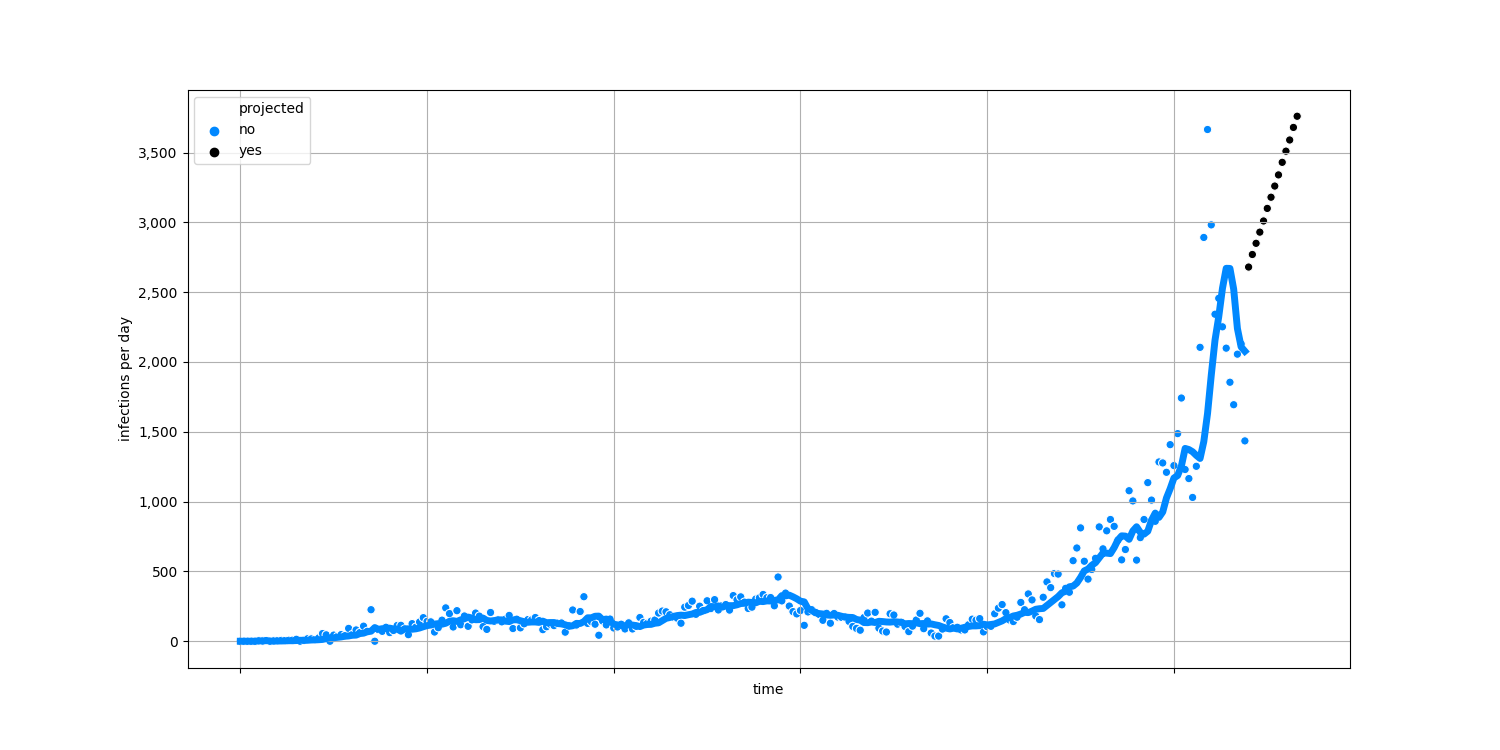 projected
no
yes
3,500
3,000
2,500
2,000
1,500
1,000
500
0
infections per day
time